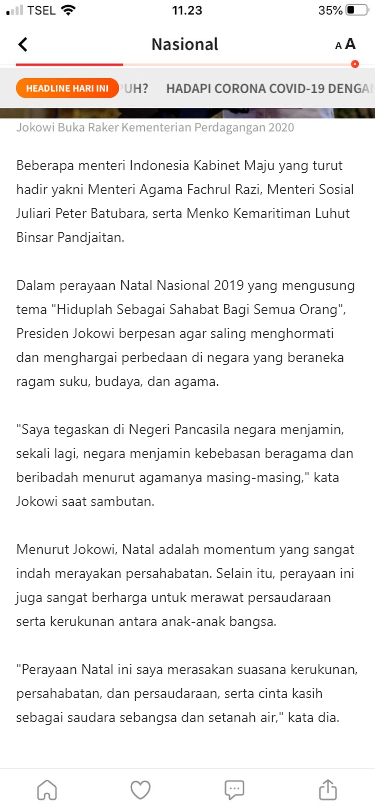 TSEL 11.23 35%
Nasional A A
HEADLINE HARI INI PUH? HADAPI CORONA COVID-19 DENGAN
Jokowi Buka Raker Kementerian Perdagangan 2020
Beberapa menteri Indonesia Kabinet Maju yang turut
hadir yakni Menteri Agama Fachrul Razi, Menteri Sosial
Juliari Peter Batubara, serta Menko Kemaritiman Luhut
Binsar Pandjaitan.
Dalam perayaan Natal Nasional 2019 yang mengusung
tema "Hiduplah Sebagai Sahabat Bagi Semua Orang",
Presiden Jokowi berpesan agar saling menghormati
dan menghargai perbedaan di negara yang beraneka
ragam suku, budaya, dan agama.
"Saya tegaskan di Negeri Pancasila negara menjamin,
sekali lagi, negara menjamin kebebasan beragama dan
beribadah menurut agamanya masing-masing," kata
Jokowi saat sambutan.
Menurut Jokowi, Natal adalah momentum yang sangat
indah merayakan persahabatan. Selain itu, perayaan ini
juga sangat berharga untuk merawat persaudaraan
serta kerukunan antara anak-anak bangsa.
"Perayaan Natal ini saya merasakan suasana kerukunan,
persahabatan, dan persaudaraan, serta cinta kasih
sebagai saudara sebangsa dan setanah air," kata dia.